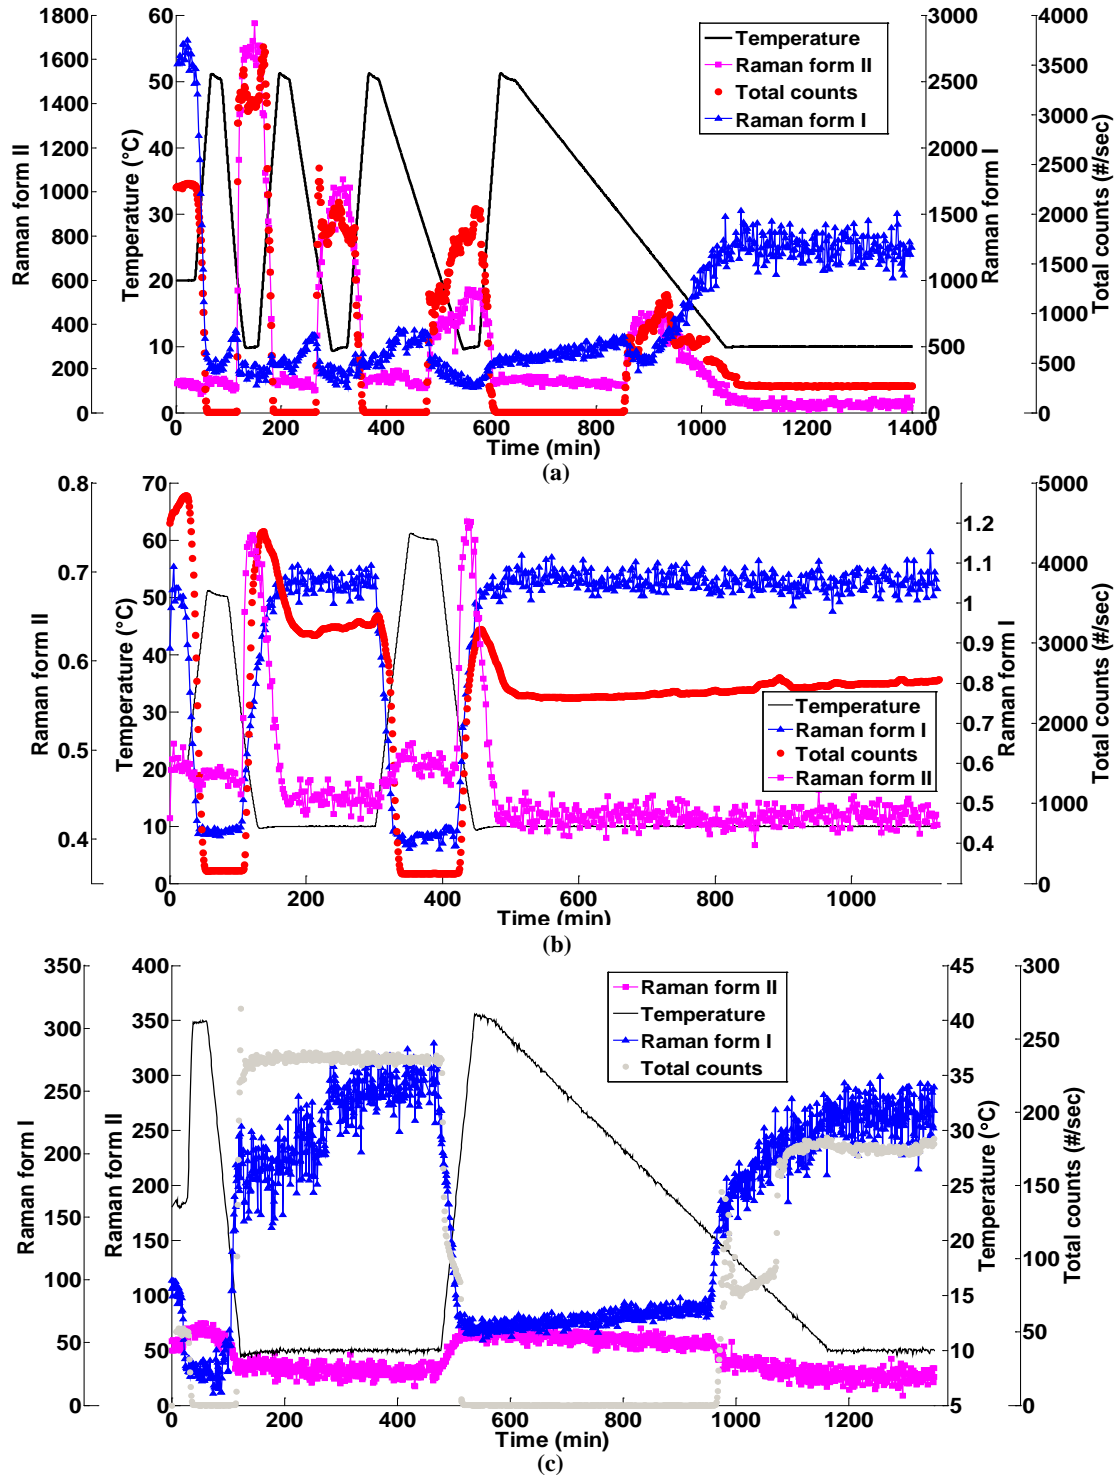 1800 60 3000 4000
1600 3500
1400 50 2500 3000
1200 40 2000 2500
1000 30 1500 2000
800 1500
600 20 1000
400 1000
200 10 500 500
0 0 0 0
Raman form II
Temperature (°C)
Temperature
Raman form II
Total counts
Raman form I
Raman form I
Total counts (#/sec)
0 200 400 600 800 1000 1200 1400
Time (min)
(a)
0.8 70 5000
60 1.2
0.7 1.1 4000
50 1
40 0.9 3000
0.6 0.8
30 0.7 2000
0.5 20 0.6
0.5 1000
0.4 10 0.4
0 0
Raman form II
Temperature (°C)
Temperature
Raman form I
Total counts
Raman form II
Raman form I
Total counts (#/sec)
0 200 400 600 800 1000
Time (min)
(b)
350 400 45 300
300 350 40 250
250 300 35
200 250 30 200
150 200 25 150
100 150 20 100
50 100 15 50
50 10
0 0 5 0
Raman form I
Raman form II
Raman form II
Temperature
Raman form I
Total counts
Temperature (°C)
Total counts (#/sec)
0 200 400 600 800 1000 1200
Time (min)
(c)